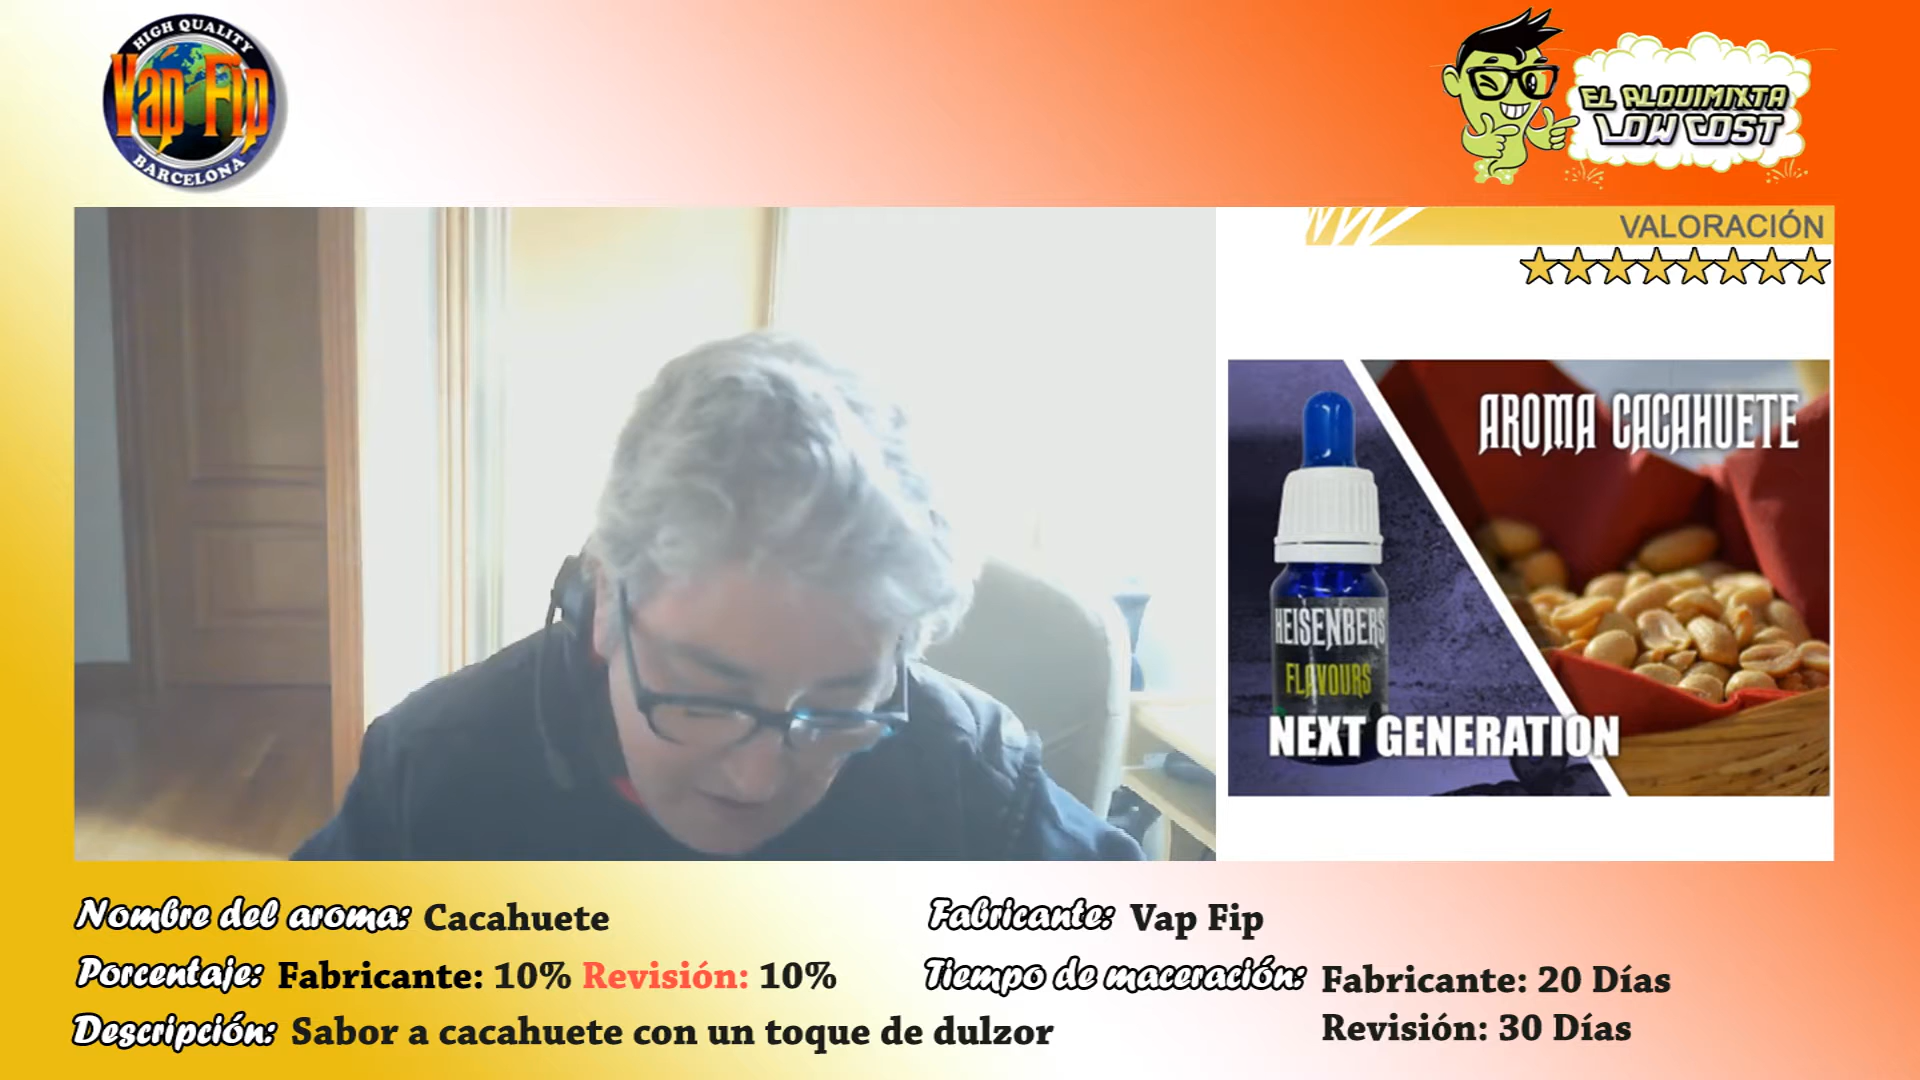 HIGH QUALITY
Vap Fip
BARCELONA
EL ALQUIMIXTA
LOW COST
VALORACIÓN
AROMA CACAHUETE
HEISENBERG
FLAVOURS
NEXT GENERATION
Nombre del aroma: Cacahuete
Fabricante: Vap Fip
Porcentaje: Fabricante: 10% Revisión: 10%
Tiempo de maceración: Fabricante: 20 Días
Revisión: 30 Días
Descripción: Sabor a cacahuete con un toque de dulzor